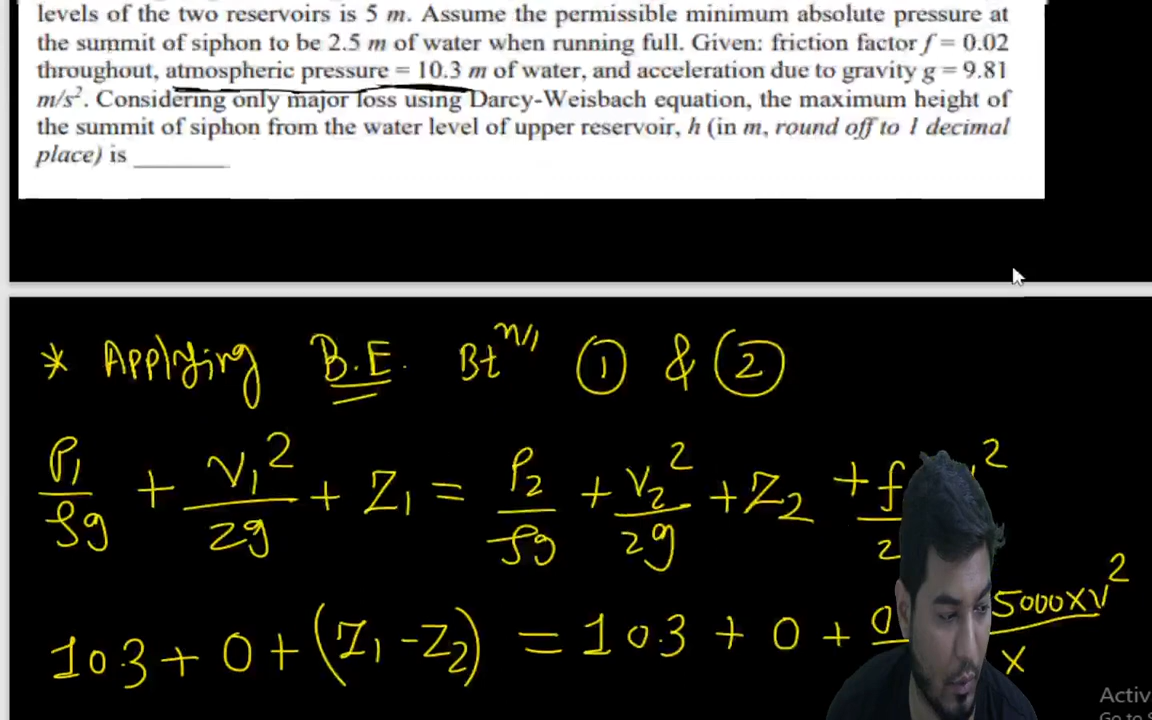 levels of the two reservoirs is 5 m. Assume the permissible minimum absolute pressure at
the summit of siphon to be 2.5 m of water when running full. Given: friction factor f = 0.02
throughout, atmospheric pressure = 10.3 m of water, and acceleration due to gravity g = 9.81
m/s². Considering only major loss using Darcy-Weisbach equation, the maximum height of
the summit of siphon from the water level of upper reservoir, h (in m, round off to 1 decimal
place) is ________
* Applying B.E. Btⁿ // ① & ②
P₁/ρg + V₁²/2g + Z₁ = P₂/ρg + V₂²/2g + Z₂ + f
10.3 + 0 + (Z₁ - Z₂) = 10.3 + 0 + 0 5000 x V² x
Activ